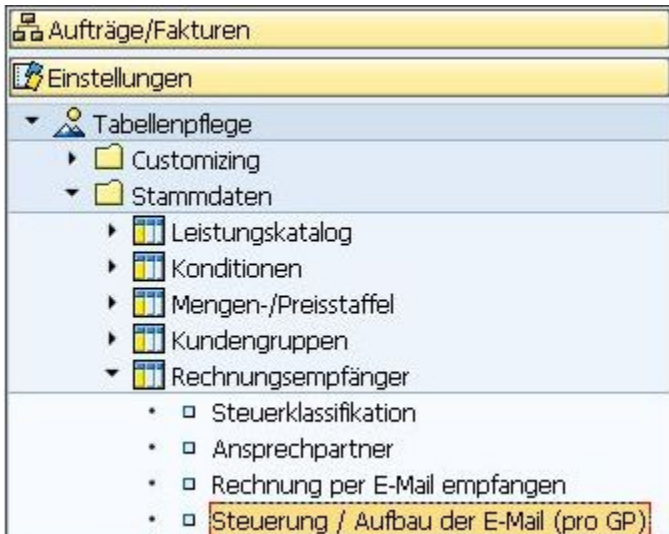 Aufträge/Fakturen
Einstellungen
Tabellenpflege
Customizing
Stammdaten
Leistungskatalog
Konditionen
Mengen-/Preisstaffel
Kundengruppen
Rechnungsempfänger
Steuerklassifikation
Ansprechpartner
Rechnung per E-Mail empfangen
Steuerung / Aufbau der E-Mail (pro GP)